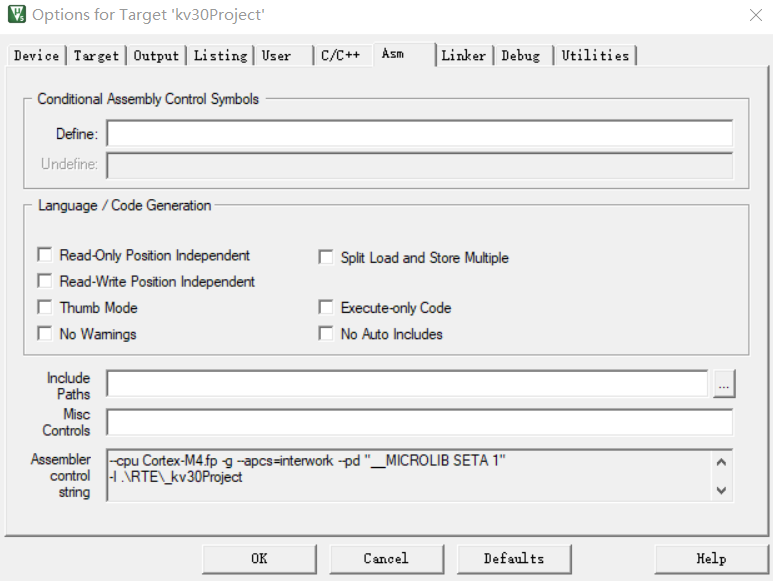 Options for Target 'kv30Project'
Device Target Output Listing User C/C++ Asm Linker Debug Utilities
Conditional Assembly Control Symbols
Define:
Undefine:
Language / Code Generation
Read-Only Position Independent
Split Load and Store Multiple
Read-Write Position Independent
Thumb Mode
Execute-only Code
No Warnings
No Auto Includes
Include
Paths
...
Misc
Controls
Assembler
control
string
--cpu Cortex-M4.fp -g --apcs=interwork --pd "__MICROLIB SETA 1"
-I .\RTE\_kv30Project
OK Cancel Defaults Help